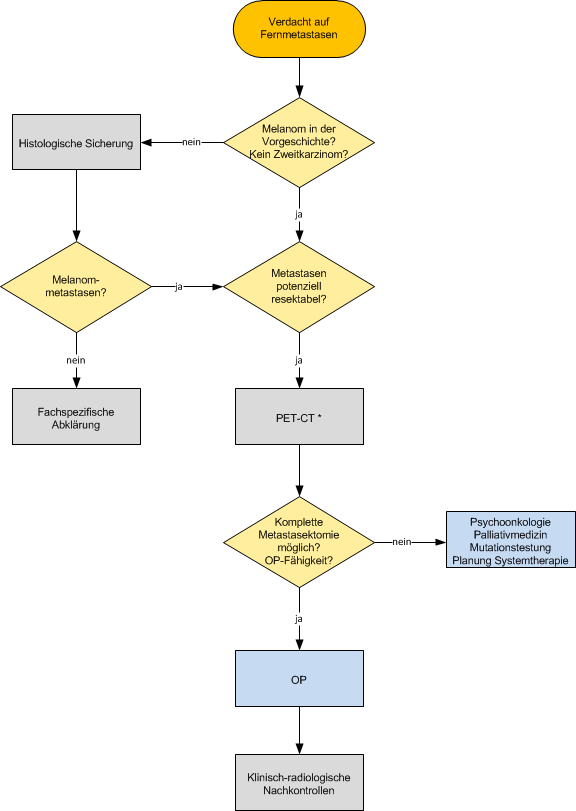 Verdacht auf
Fernmetastasen
Melanom in der
Vorgeschichte?
Kein Zweitkarzinom?
nein
Histologische Sicherung
ja
Melanom-
metastasen?
ja
Metastasen
potenziell
resektabel?
nein
ja
Fachspezifische
Abklärung
PET-CT *
Komplette
Metastasektomie
möglich?
OP-Fähigkeit?
nein
Psychoonkologie
Palliativmedizin
Mutationstestung
Planung Systemtherapie
ja
OP
Klinisch-radiologische
Nachkontrollen